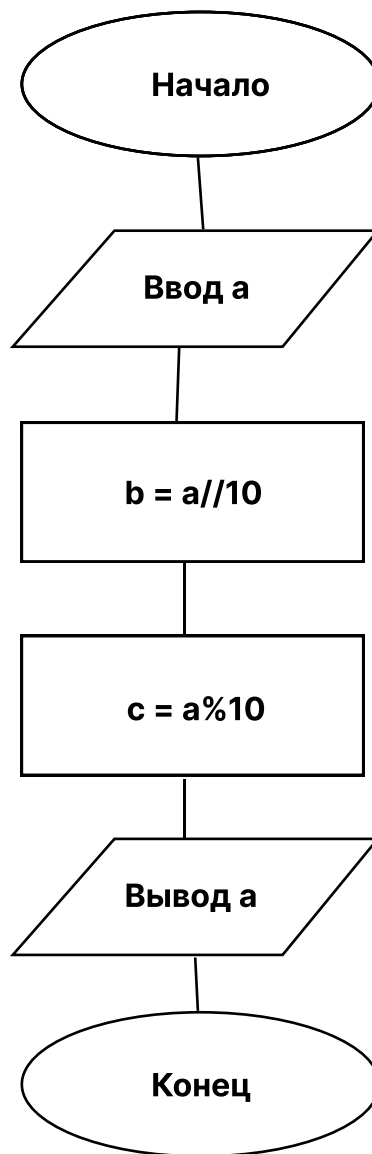 Начало
Ввод a
b = a//10
c = a%10
Вывод a
Конец